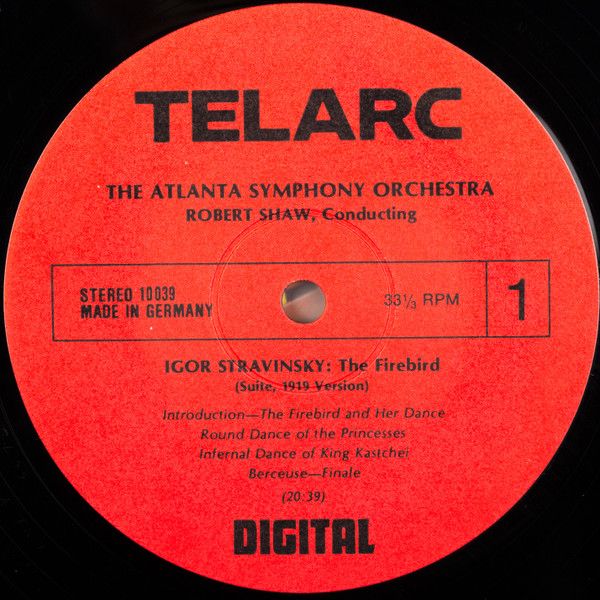 TELARC
THE ATLANTA SYMPHONY ORCHESTRA
ROBERT SHAW, Conducting
STEREO 10039
MADE IN GERMANY
33⅓ RPM
1
IGOR STRAVINSKY: The Firebird
(Suite, 1919 Version)
Introduction—The Firebird and Her Dance
Round Dance of the Princesses
Infernal Dance of King Kastchei
Berceuse—Finale
(20:39)
DIGITAL